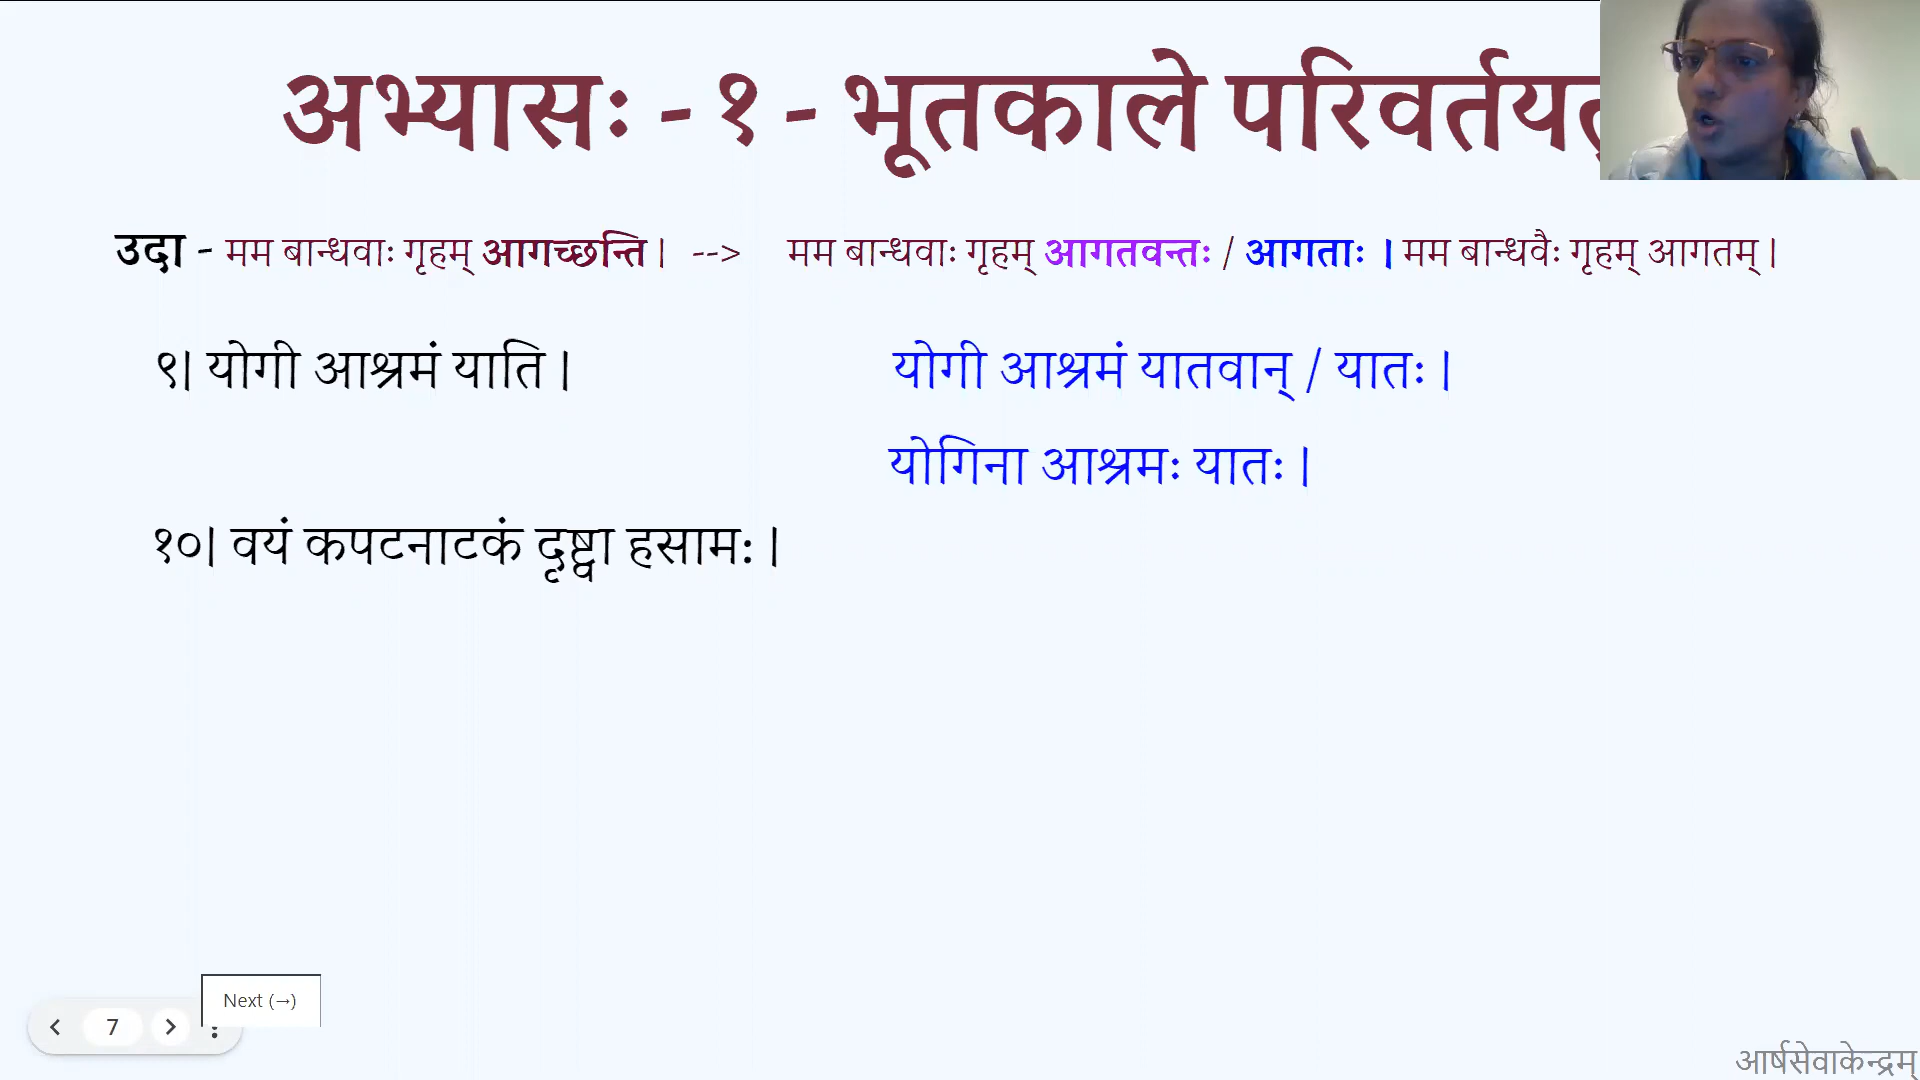 अभ्यासः - १ - भूतकाले परिवर्तयत
उदा - मम बान्धवाः गृहम् आगच्छन्ति । --> मम बान्धवाः गृहम् आगतवन्तः / आगताः । मम बान्धवैः गृहम् आगतम् ।
९| योगी आश्रमं याति |
योगी आश्रमं यातवान् / यातः |
योगिना आश्रमः यातः |
१०| वयं कपटनाटकं दृष्ट्वा हसामः |
Next (→)
7
आर्षसेवाकेन्द्रम्